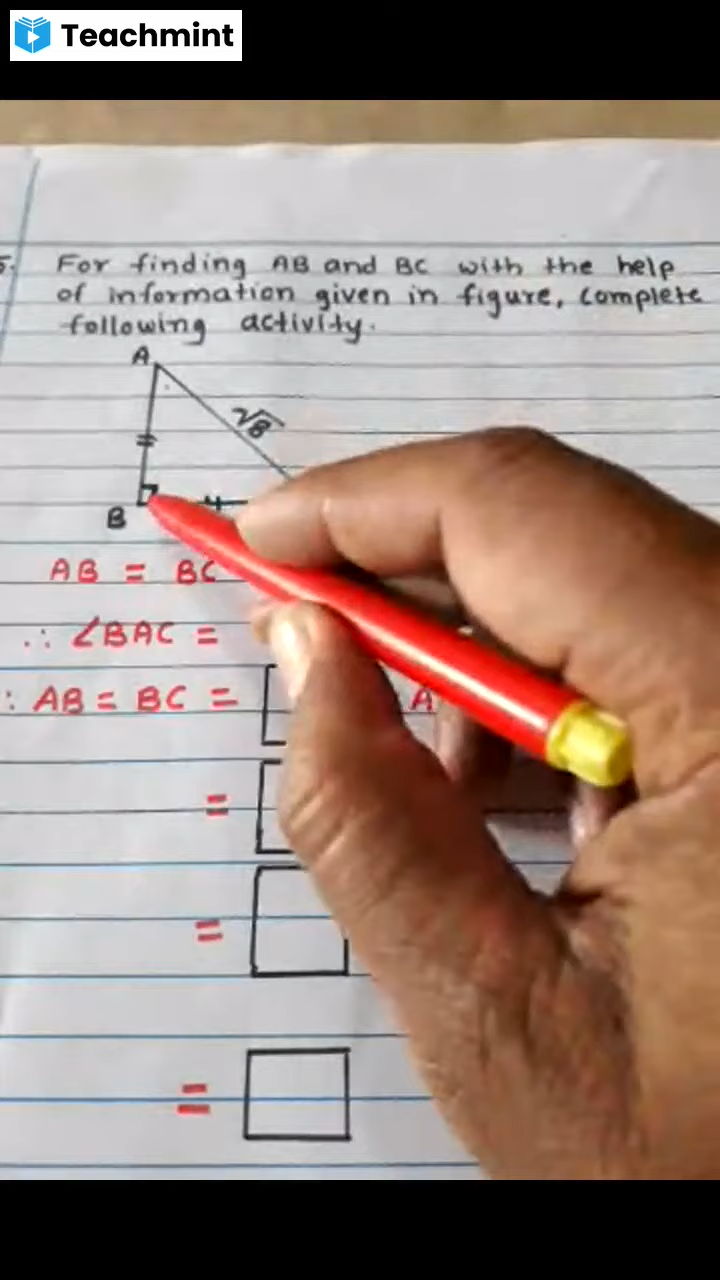 Teachmint
5. For finding AB and BC with the help
of information given in figure, complete
following activity.
A
√8
B
AB = BC
∴ ∠BAC =
∴ AB = BC = A
=
=
=